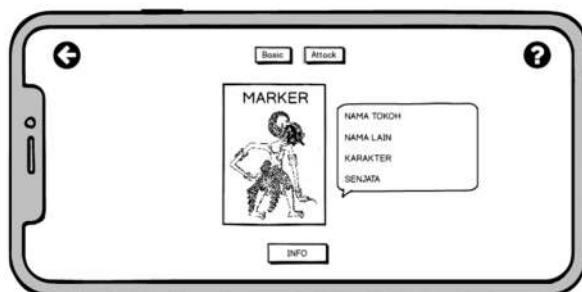 Basic
Attack
?
MARKER
NAMA TOKOH
NAMA LAIN
KARAKTER
SENJATA
INFO